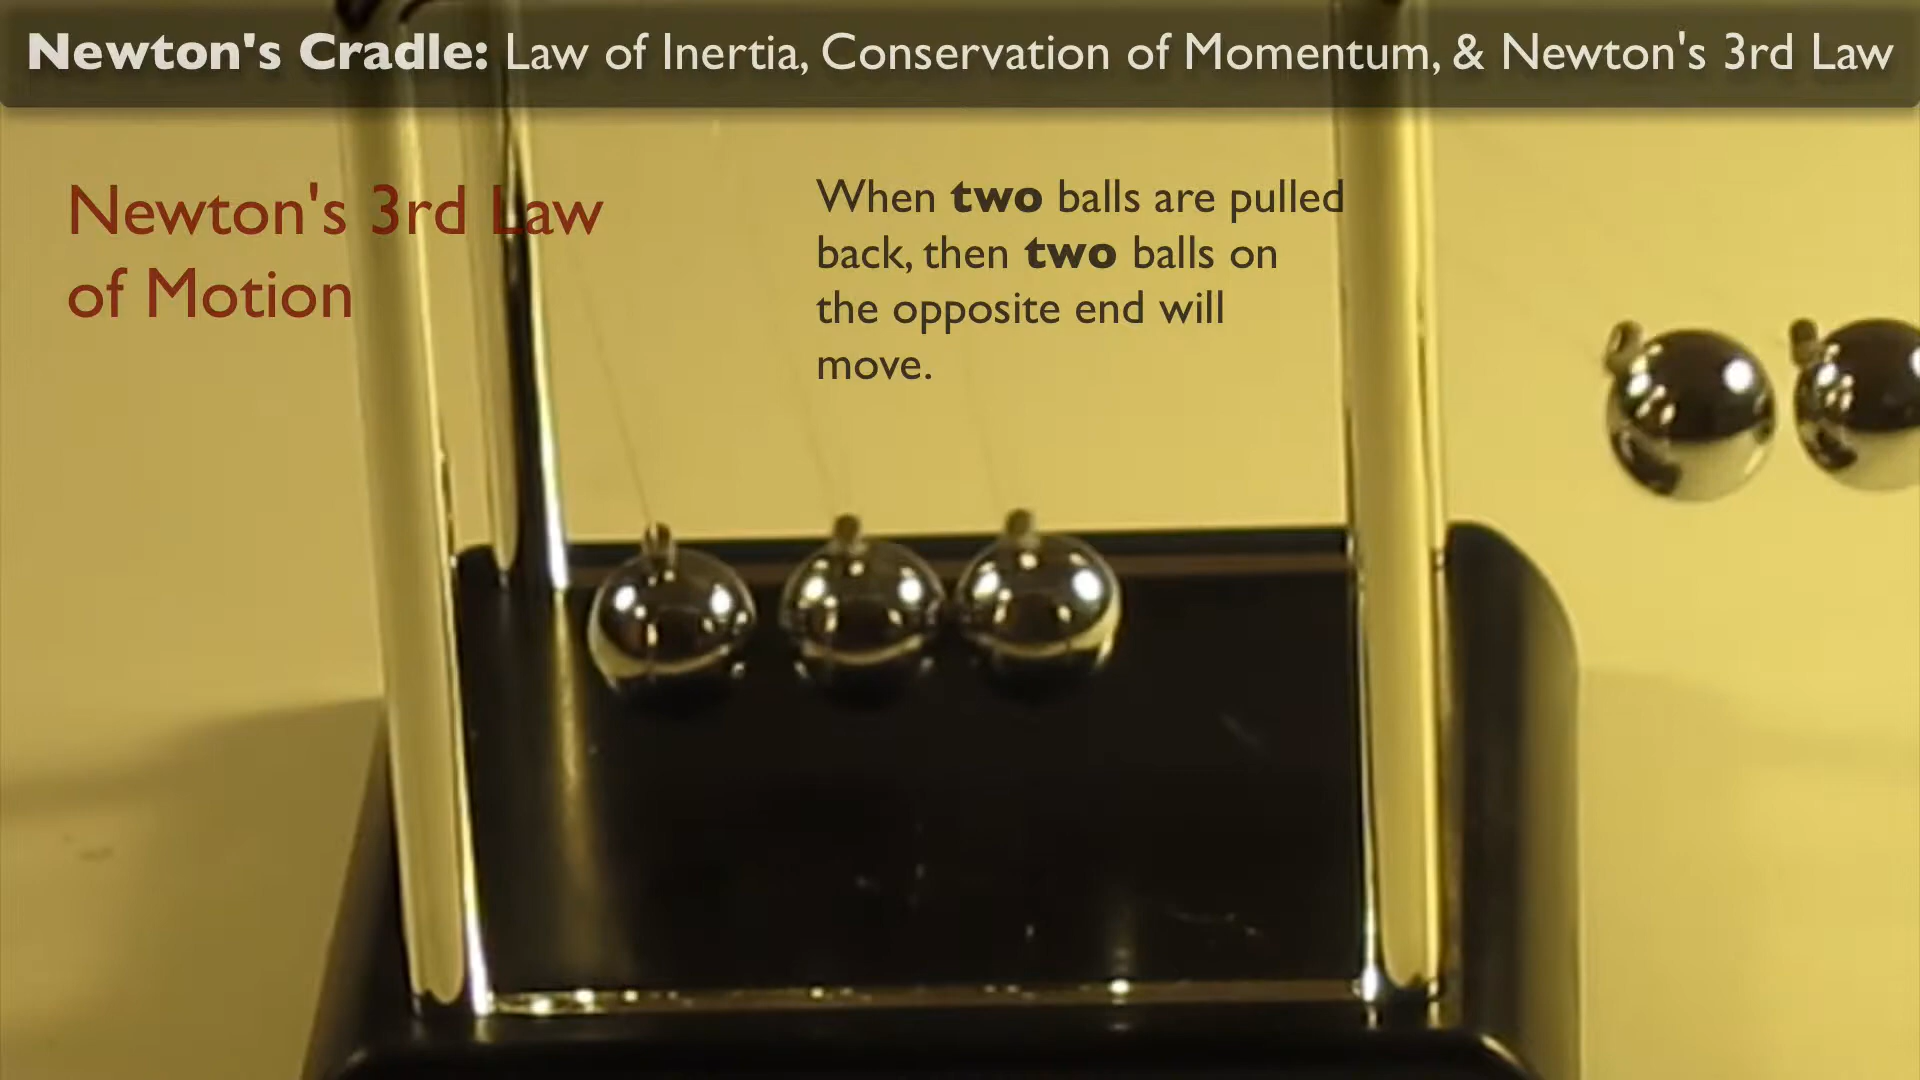 Newton's Cradle: Law of Inertia, Conservation of Momentum, & Newton's 3rd Law
Newton's 3rd Law
of Motion
When two balls are pulled
back, then two balls on
the opposite end will
move.